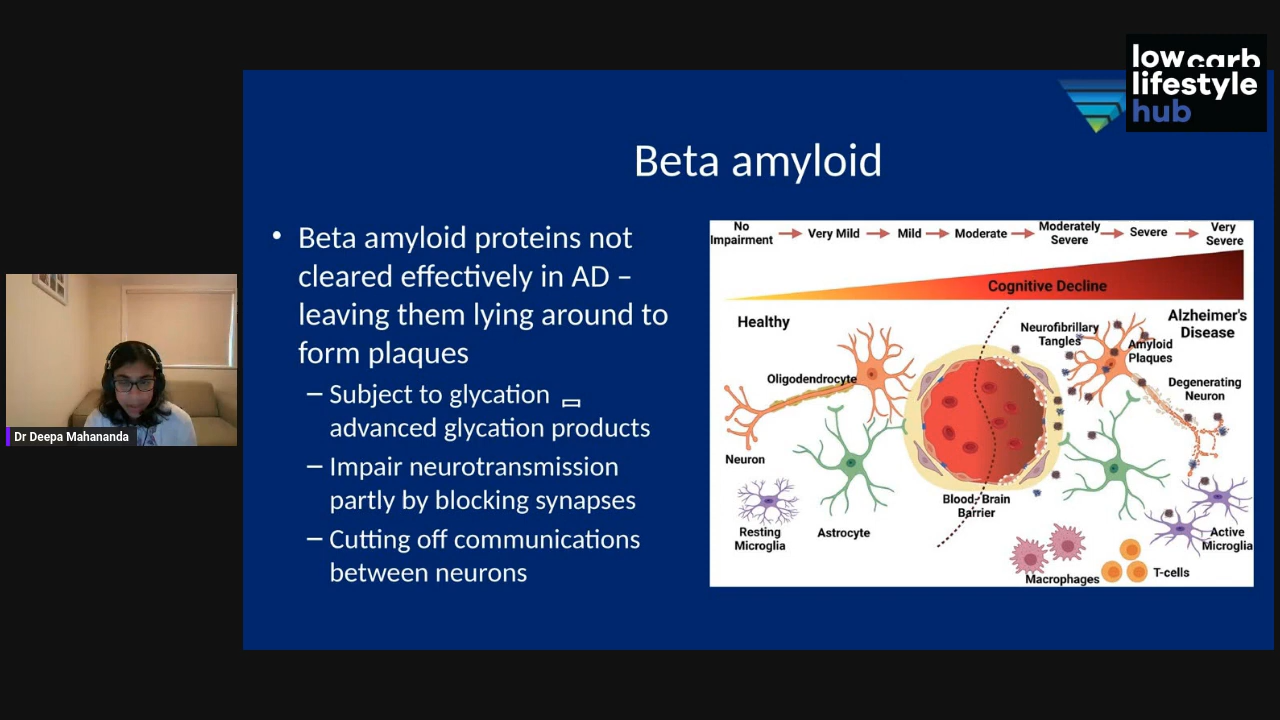 low carb
lifestyle
hub
Beta amyloid
• Beta amyloid proteins not
cleared effectively in AD –
leaving them lying around to
form plaques
– Subject to glycation
advanced glycation products
– Impair neurotransmission
partly by blocking synapses
– Cutting off communications
between neurons
No
Impairment
Very Mild
Mild
Moderate
Moderately
Severe
Severe
Very
Severe
Cognitive Decline
Healthy
Alzheimer's
Disease
Neurofibrillary
Tangles
Amyloid
Plaques
Oligodendrocyte
Degenerating
Neuron
Neuron
Blood-Brain
Barrier
Resting
Microglia
Astrocyte
Active
Microglia
Macrophages
T-cells
Dr Deepa Mahananda